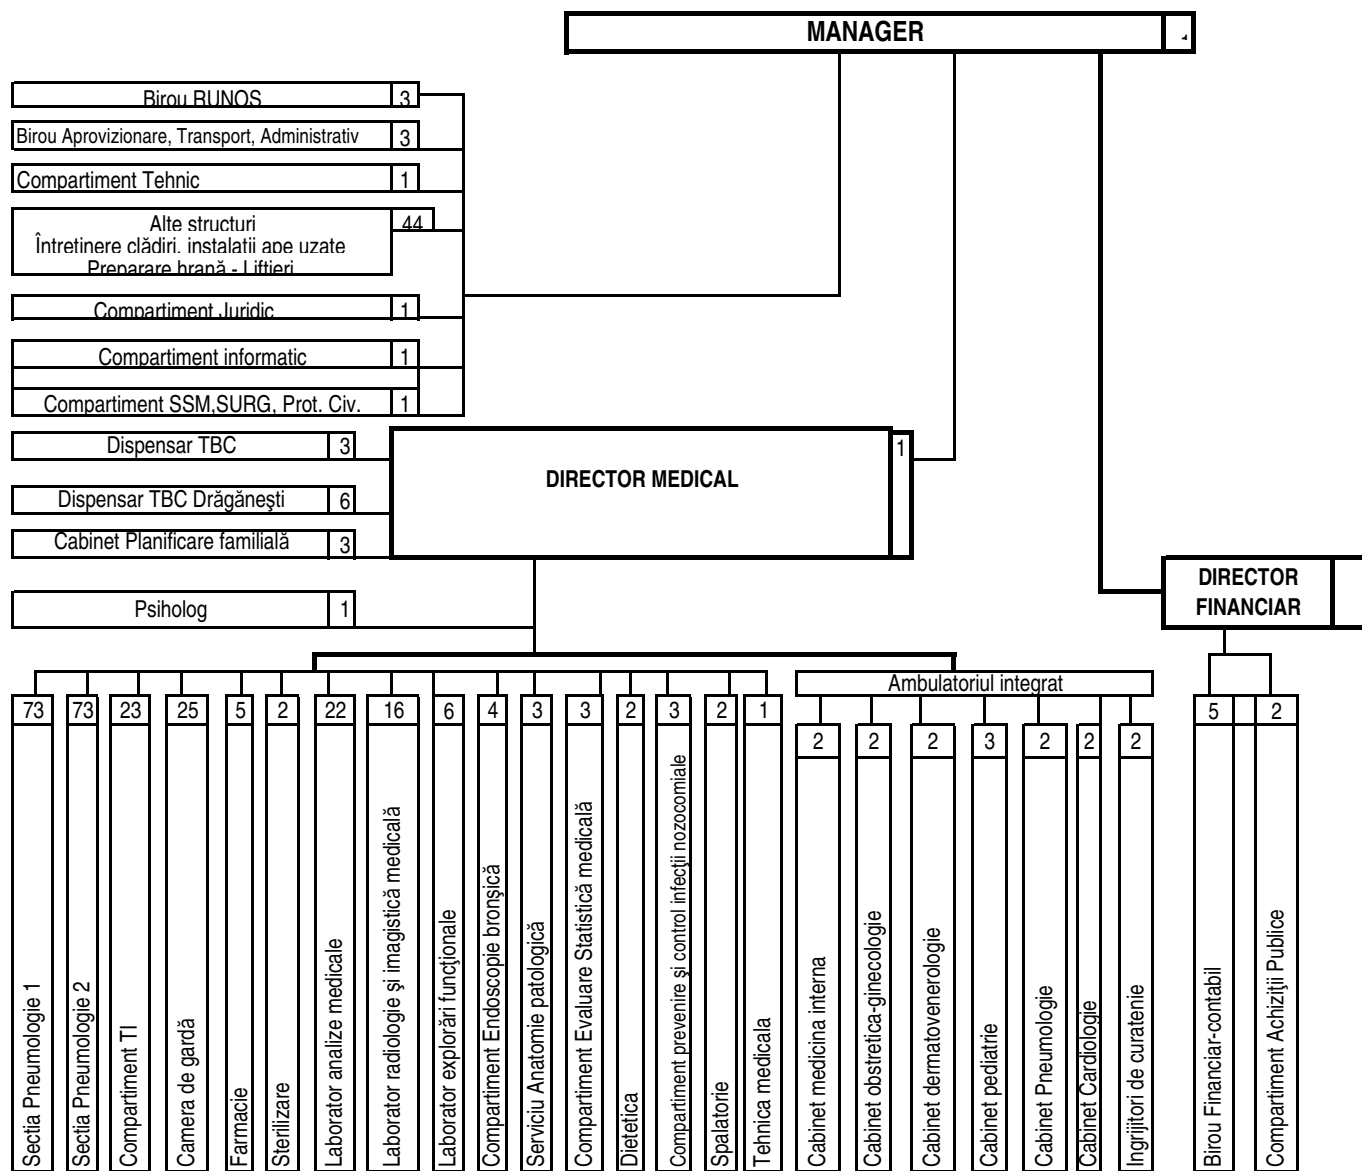 MANAGER
Birou RUNOS 3
Birou Aprovizionare, Transport, Administrativ 3
Compartiment Tehnic 1
Alte structuri 44
Întreţinere clădiri, instalaţii ape uzate
Preparare hrană - Liftieri
Compartiment Juridic 1
Compartiment informatic 1
Compartiment SSM,SURG, Prot. Civ. 1
Dispensar TBC 3
DIRECTOR MEDICAL 1
Dispensar TBC Drăgăneşti 6
Cabinet Planificare familială 3
Psiholog 1
DIRECTOR
FINANCIAR
Ambulatoriul integrat
73 Sectia Pneumologie 1
73 Sectia Pneumologie 2
23 Compartiment TI
25 Camera de gardă
5 Farmacie
2 Sterilizare
22 Laborator analize medicale
16 Laborator radiologie şi imagistică medicală
6 Laborator explorări funcţionale
4 Compartiment Endoscopie bronşică
3 Serviciu Anatomie patologică
3 Compartiment Evaluare Statistică medicală
2 Dietetica
3 Compartiment prevenire şi control infecţii nozocomiale
2 Spalatorie
1 Tehnica medicala
2 Cabinet medicina interna
2 Cabinet obstretica-ginecologie
2 Cabinet dermatovenerologie
3 Cabinet pediatrie
2 Cabinet Pneumologie
2 Cabinet Cardiologie
2 Ingrijitori de curatenie
5 Birou Financiar-contabil
2 Compartiment Achiziţii Publice